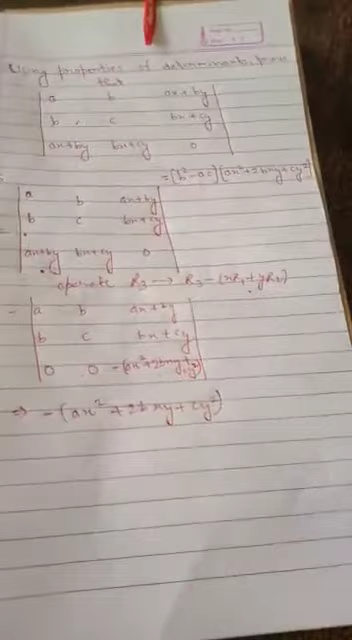 Using properties of determinants, prove
that
a b ax+by
b c bx+cy
ax+by bx+cy 0
=(b²-ac)(ax²+2bxy+cy²)
a b ax+by
b c bx+cy
ax+by bx+cy 0
operate R₃ → R₃ - (xR₁+yR₂)
a b ax+by
b c bx+cy
0 0 -(ax²+2bxy+cy²)
⇒ -(ax²+2bxy+cy²)